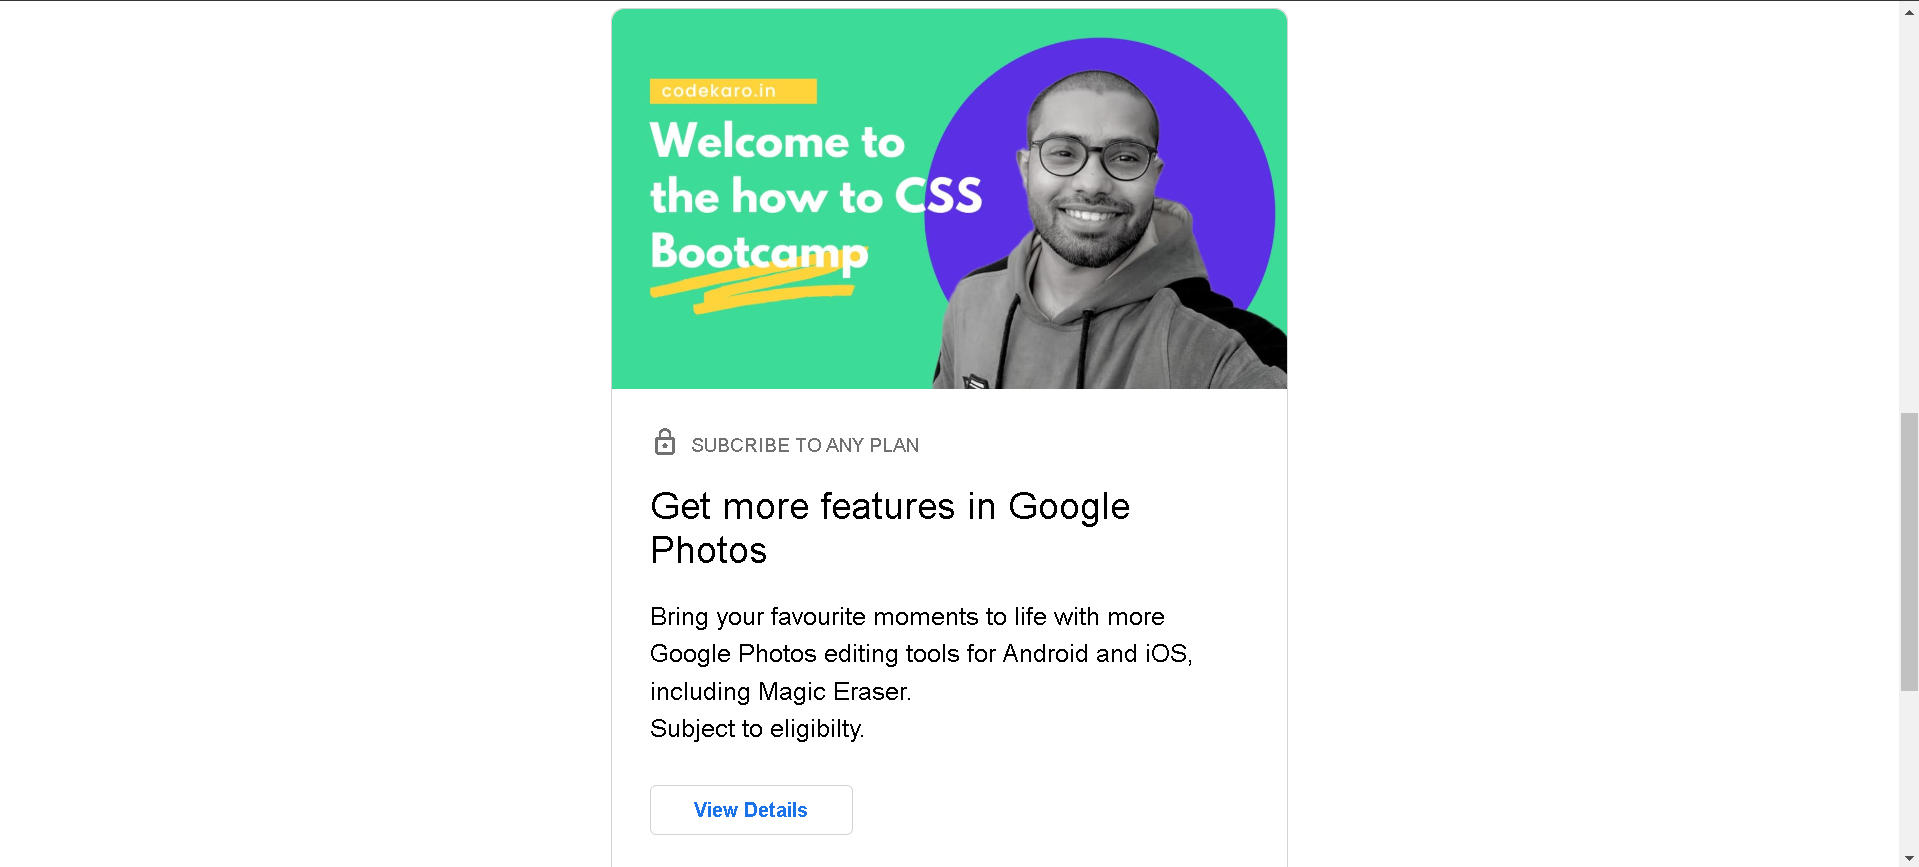 codekaro.in
Welcome to
the how to CSS
Bootcamp
SUBCRIBE TO ANY PLAN
Get more features in Google
Photos
Bring your favourite moments to life with more
Google Photos editing tools for Android and iOS,
including Magic Eraser.
Subject to eligibilty.
View Details